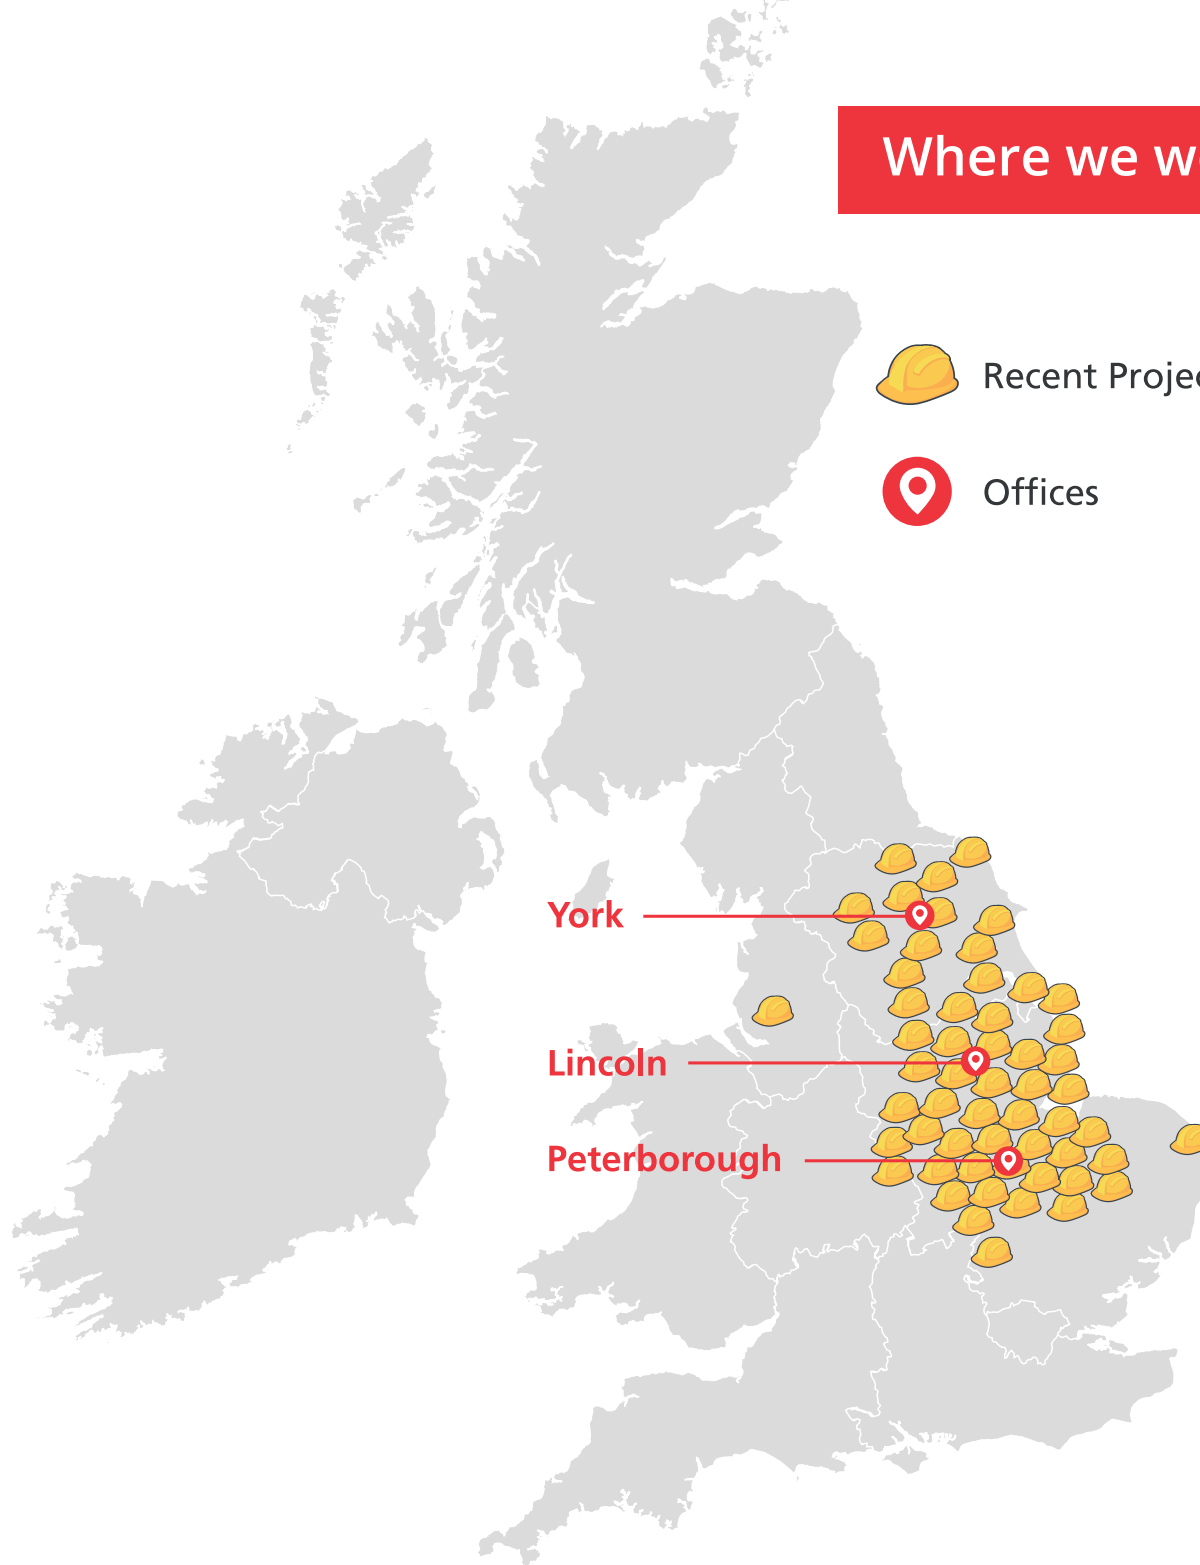 Where we w
Recent Projec
Offices
York
Lincoln
Peterborough